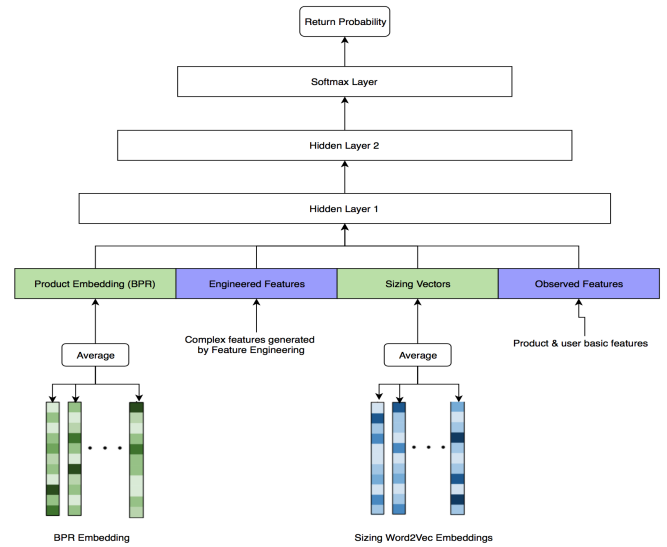 Return Probability
Softmax Layer
Hidden Layer 2
Hidden Layer 1
Product Embedding (BPR)
Engineered Features
Sizing Vectors
Observed Features
Complex features generated
by Feature Engineering
Product & user basic features
Average
Average
BPR Embedding
Sizing Word2Vec Embeddings